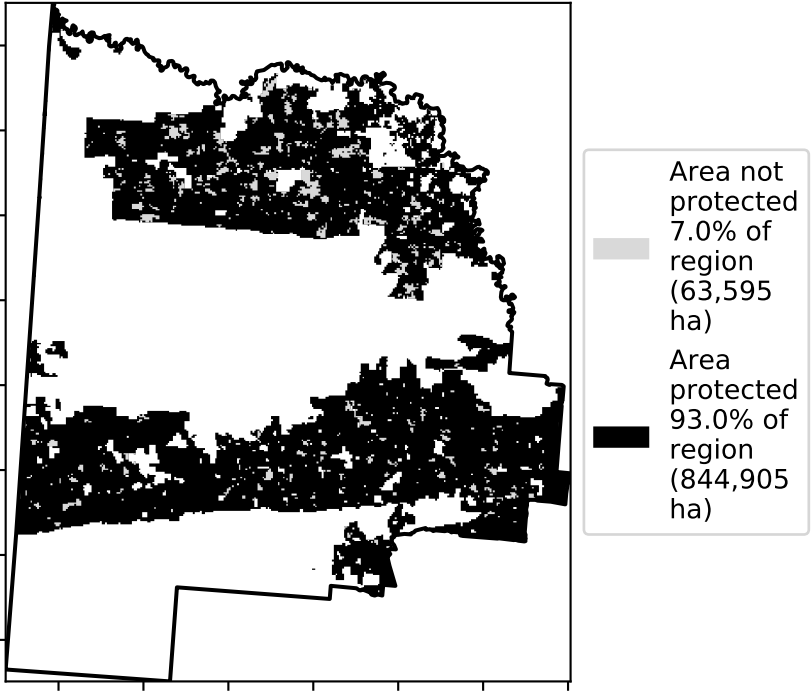 Area not
protected
7.0% of
region
(63,595
ha)
Area
protected
93.0% of
region
(844,905
ha)